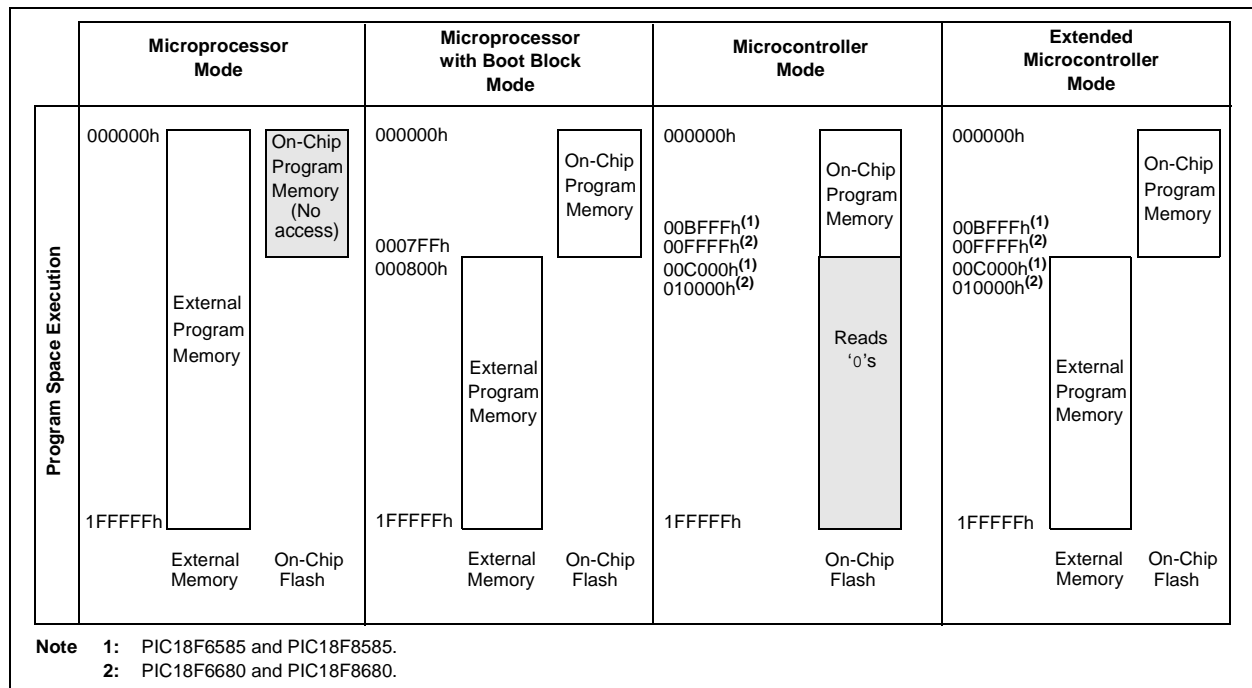 Microprocessor
Mode
Microprocessor
with Boot Block
Mode
Microcontroller
Mode
Extended
Microcontroller
Mode
Program Space Execution
000000h
External
Program
Memory
1FFFFFh
External
Memory
On-Chip
Program
Memory
(No
access)
On-Chip
Flash
000000h
0007FFh
000800h
External
Program
Memory
1FFFFFh
External
Memory
On-Chip
Program
Memory
On-Chip
Flash
000000h
00BFFFh(1)
00FFFFh(2)
00C000h(1)
010000h(2)
1FFFFFh
On-Chip
Program
Memory
Reads
‘0’s
On-Chip
Flash
000000h
00BFFFh(1)
00FFFFh(2)
00C000h(1)
010000h(2)
External
Program
Memory
1FFFFFh
External
Memory
On-Chip
Program
Memory
On-Chip
Flash
Note 1: PIC18F6585 and PIC18F8585.
2: PIC18F6680 and PIC18F8680.